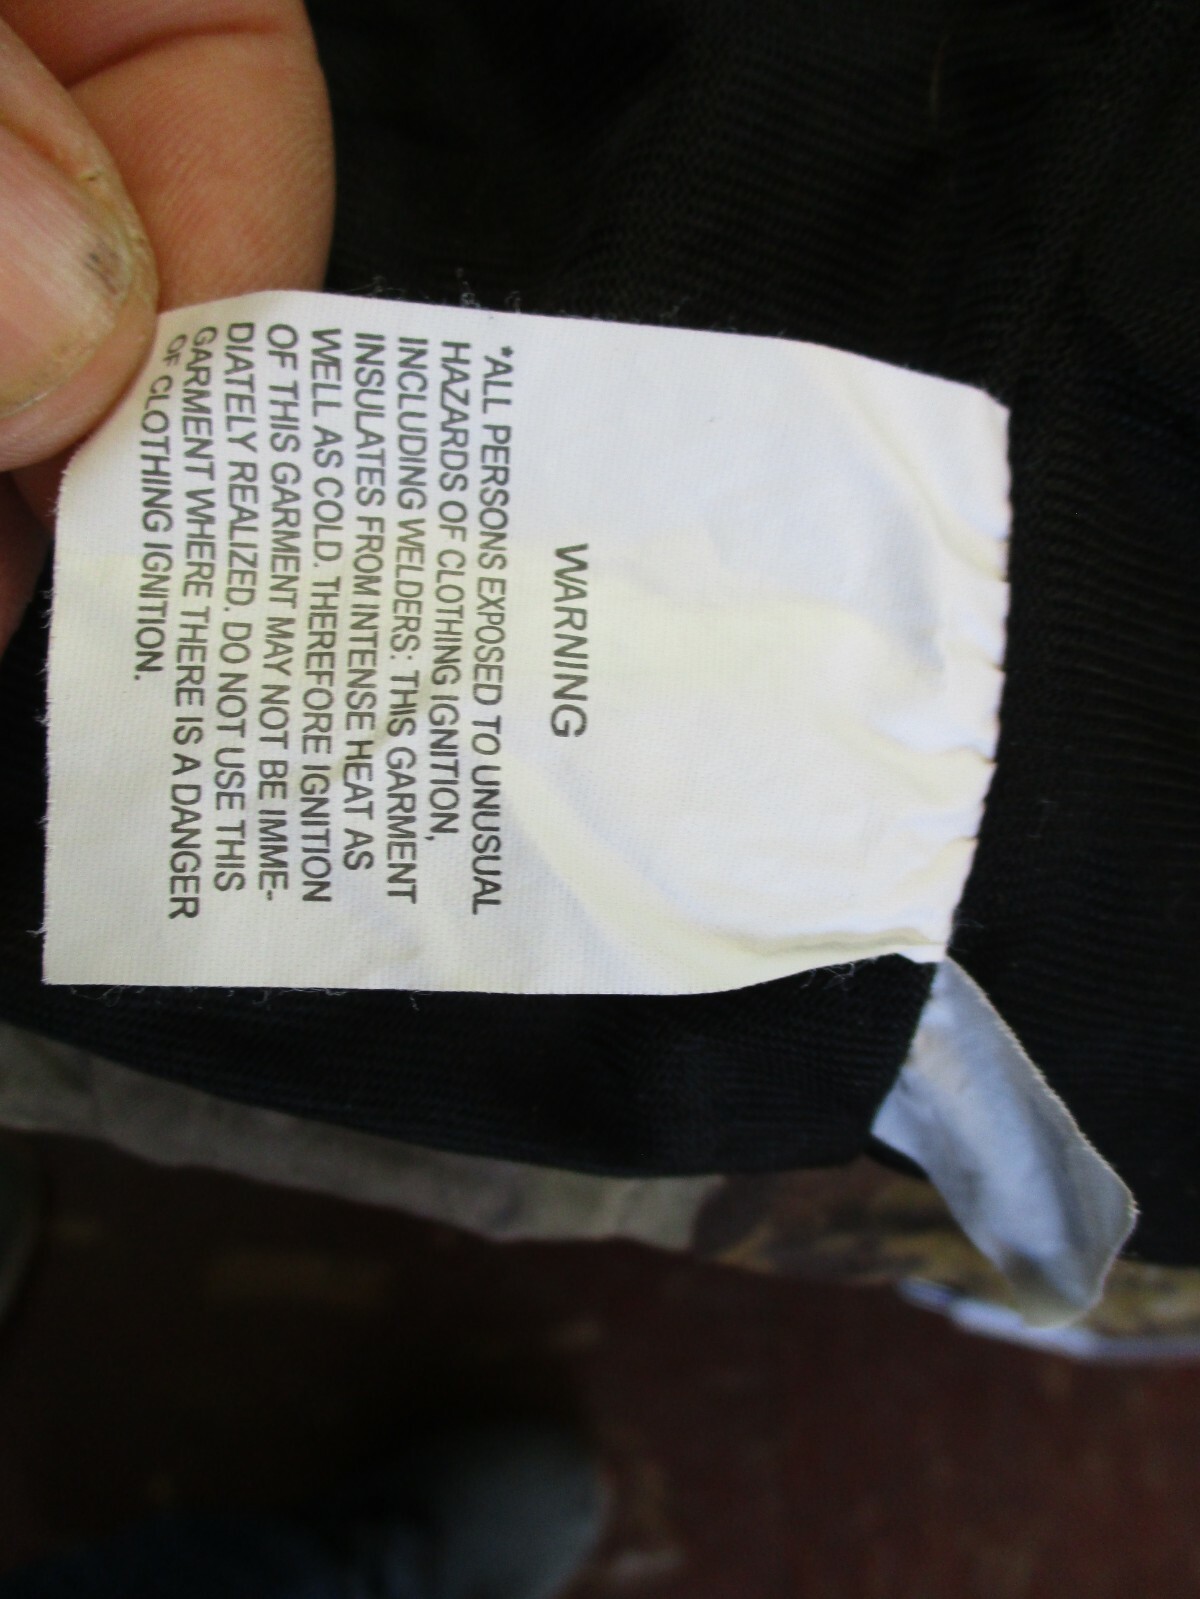 WARNING
*ALL PERSONS EXPOSED TO UNUSUAL
HAZARDS OF CLOTHING IGNITION,
INCLUDING WELDERS: THIS GARMENT
INSULATES FROM INTENSE HEAT AS
WELL AS COLD. THEREFORE IGNITION
OF THIS GARMENT MAY NOT BE IMME-
DIATELY REALIZED. DO NOT USE THIS
GARMENT WHERE THERE IS A DANGER
OF CLOTHING IGNITION.